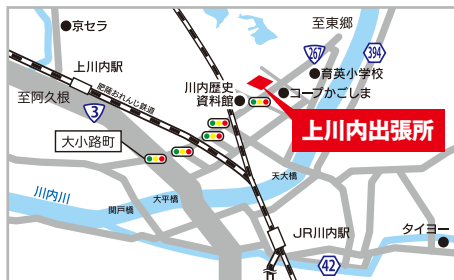 京セラ
至東郷
267
394
上川内駅
育英小学校
肥薩おれんじ鉄道
川内歴史
資料館
コープかごしま
至阿久根
3
上川内出張所
大小路町
川内川
天大橋
大平橋
関戸橋
タイヨー
JR川内駅
42